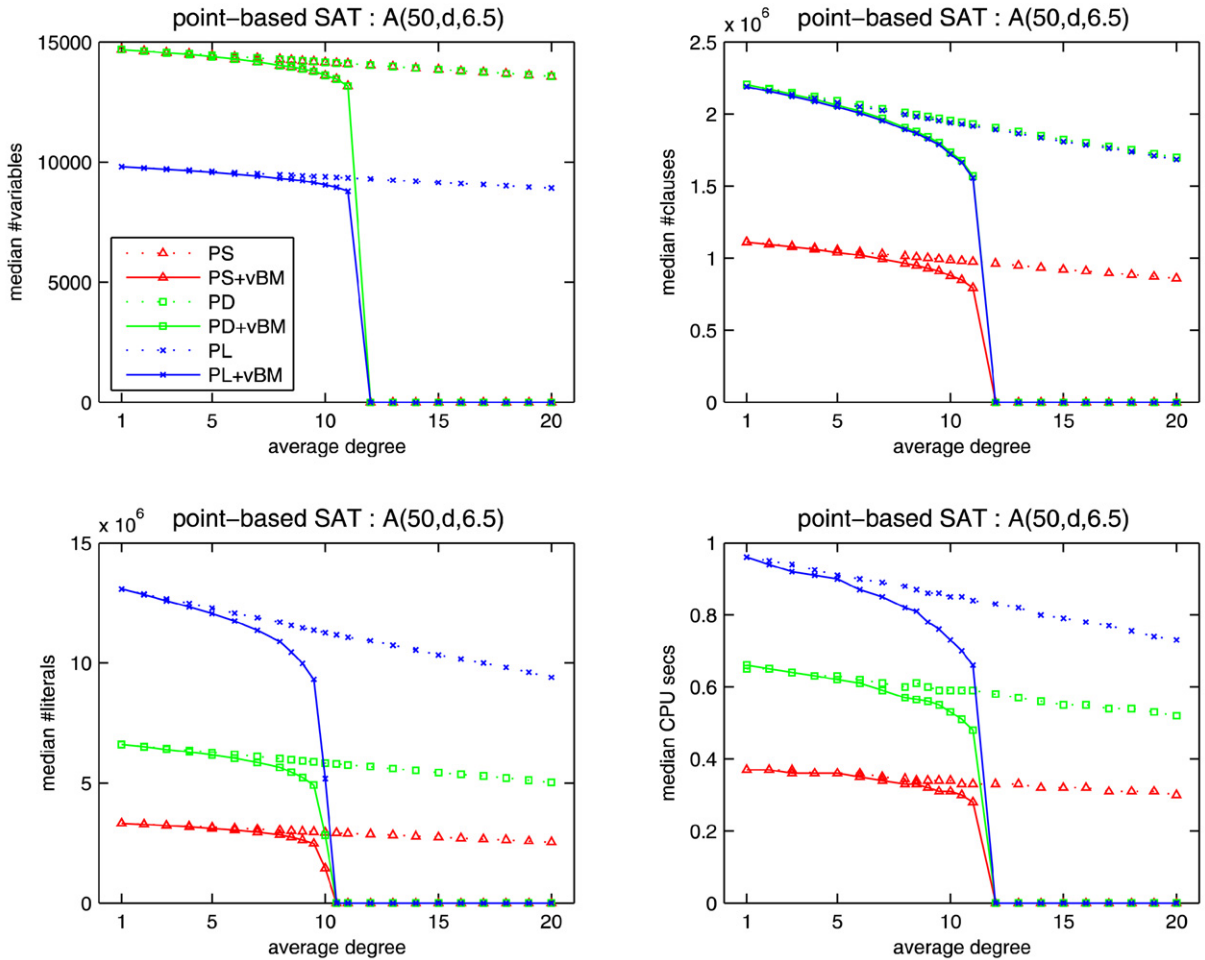 point−based SAT : A(50,d,6.5)
15000
10000
5000
0
median #variables
PS
PS+vBM
PD
PD+vBM
PL
PL+vBM
1 5 10 15 20
average degree
point−based SAT : A(50,d,6.5)
x 10^6
2.5
2
1.5
1
0.5
0
median #clauses
1 5 10 15 20
average degree
point−based SAT : A(50,d,6.5)
x 10^6
15
10
5
0
median #literals
1 5 10 15 20
average degree
point−based SAT : A(50,d,6.5)
1
0.8
0.6
0.4
0.2
0
median CPU secs
1 5 10 15 20
average degree